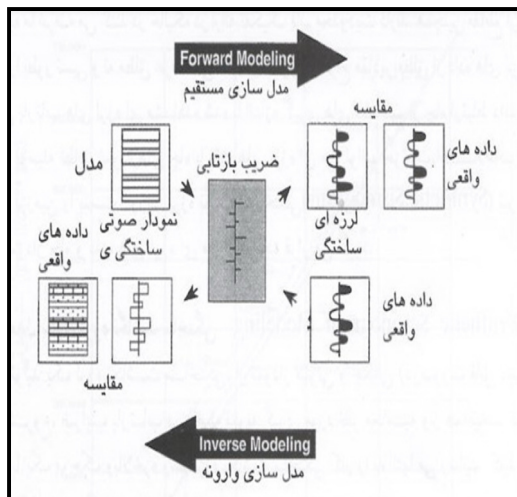 Forward Modeling
مدل سازی مستقیم
مقایسه
داده های
واقعی
ضریب بازتابی
مدل
لرزه ای
ساختگی
نمودار صوتی
ساختگی ی
داده های
واقعی
داده های
واقعی
مقایسه
Inverse Modeling
مدل سازی وارونه